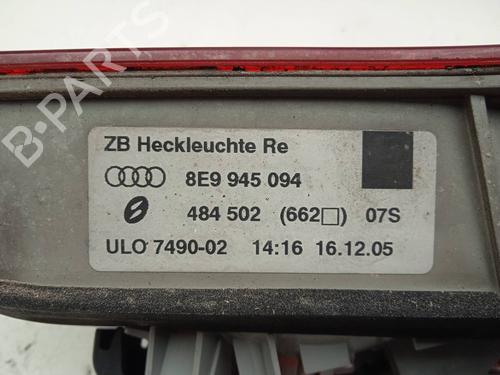 ZB Heckleuchte Re
8E9 945 094
484 502 (662□) 07S
ULO 7490-02 14:16 16.12.05
B-PARTS